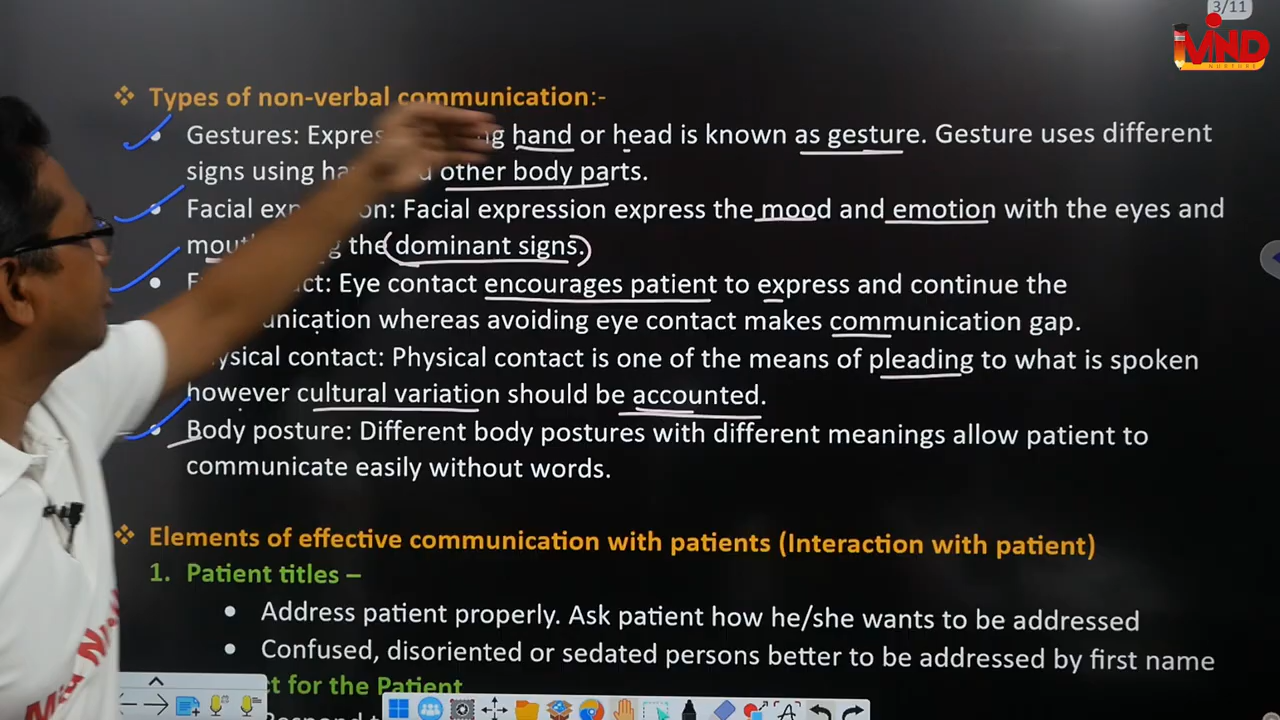 3/11
MIND
NURTURE
❖ Types of non-verbal communication:-
• Gestures: Expres g hand or head is known as gesture. Gesture uses different
signs using ha d other body parts.
• Facial exp on: Facial expression express the mood and emotion with the eyes and
mout g the (dominant signs.)
• E ct: Eye contact encourages patient to express and continue the
unication whereas avoiding eye contact makes communication gap.
ysical contact: Physical contact is one of the means of pleading to what is spoken
however cultural variation should be accounted.
• Body posture: Different body postures with different meanings allow patient to
communicate easily without words.
❖ Elements of effective communication with patients (Interaction with patient)
1. Patient titles –
• Address patient properly. Ask patient how he/she wants to be addressed
• Confused, disoriented or sedated persons better to be addressed by first name
ct for the Patient